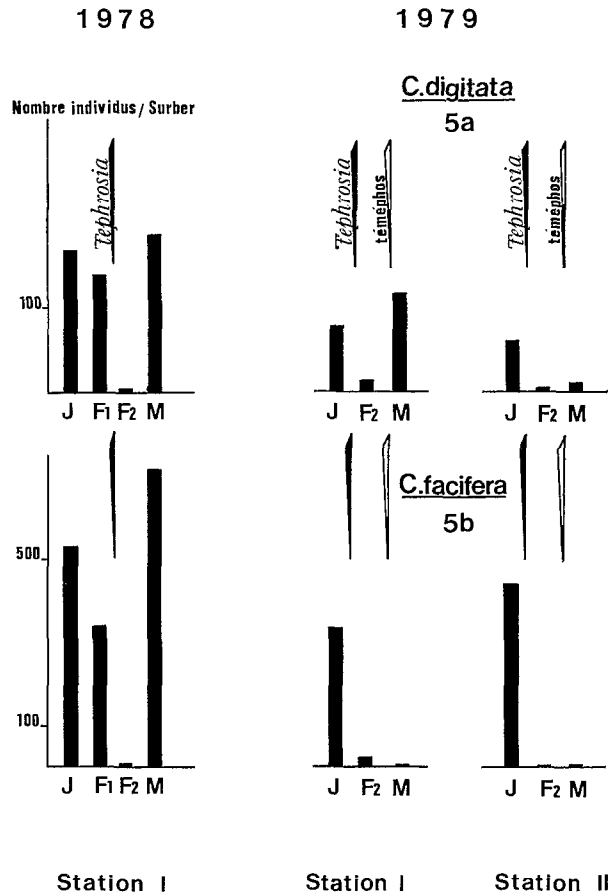 1978
1979
C.digitata
5a
Nombre individus / Surber
Tephrosia
Tephrosia
téméphos
Tephrosia
téméphos
100
J F1 F2 M
J F2 M
J F2 M
C.facifera
5b
500
100
J F1 F2 M
J F2 M
J F2 M
Station I
Station I
Station II